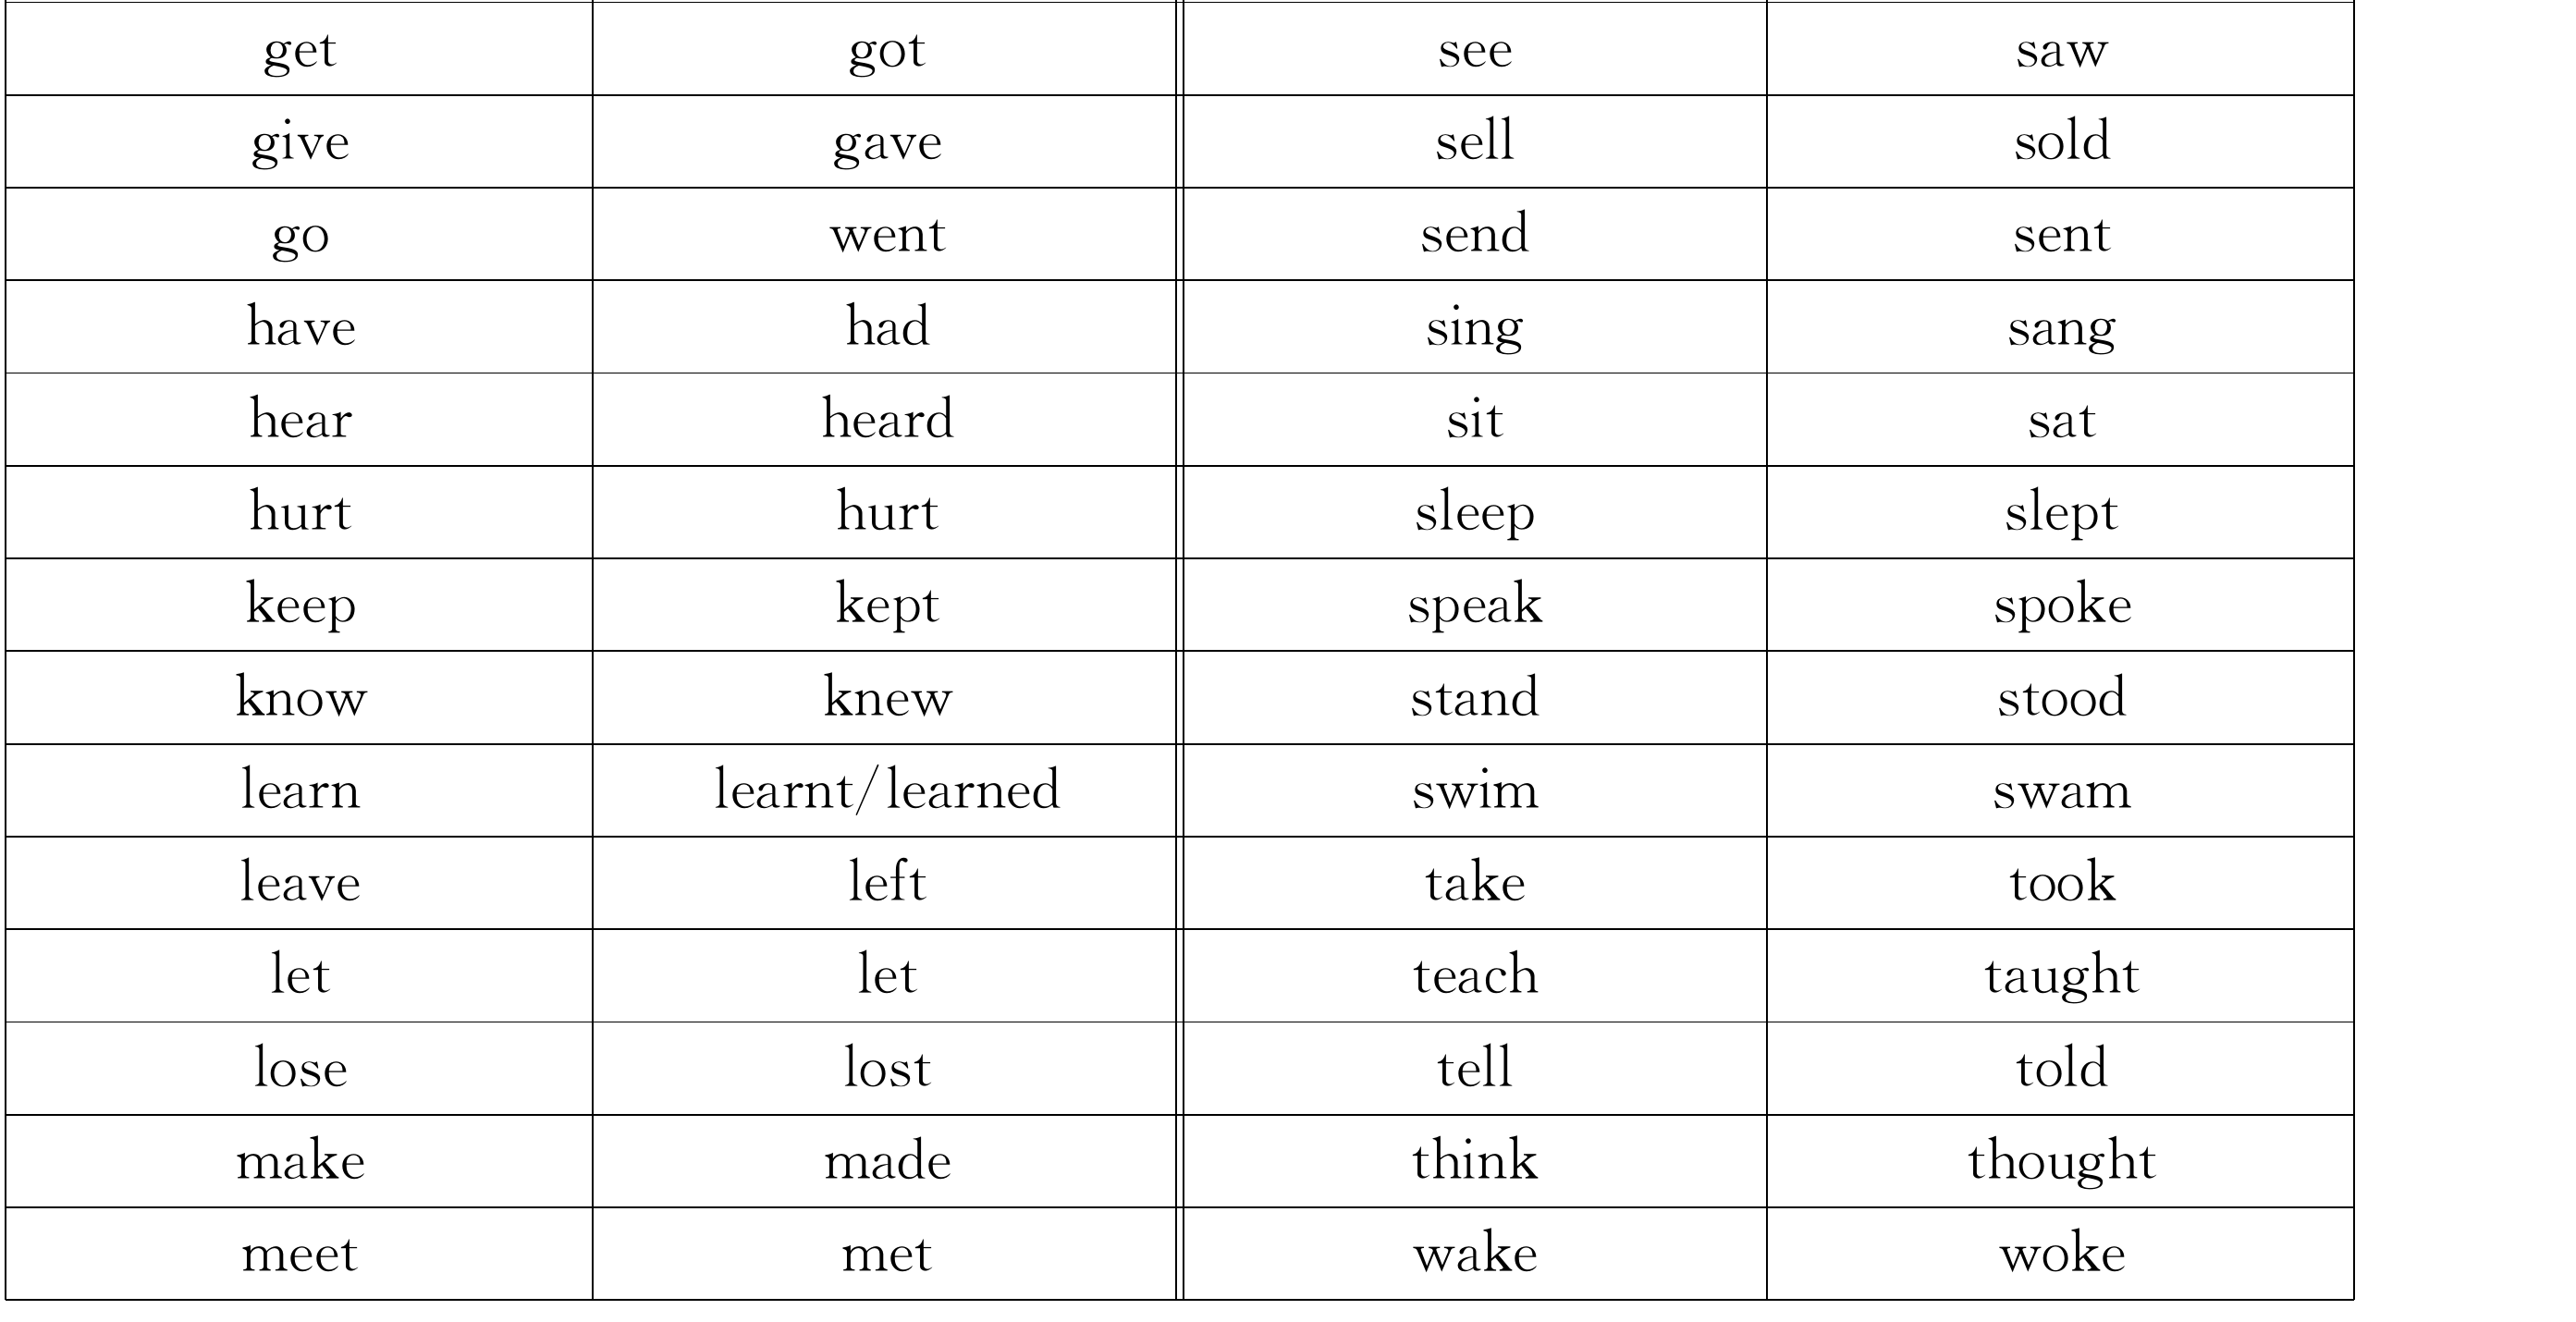 get got see saw
give gave sell sold
go went send sent
have had sing sang
hear heard sit sat
hurt hurt sleep slept
keep kept speak spoke
know knew stand stood
learn learnt/learned swim swam
leave left take took
let let teach taught
lose lost tell told
make made think thought
meet met wake woke